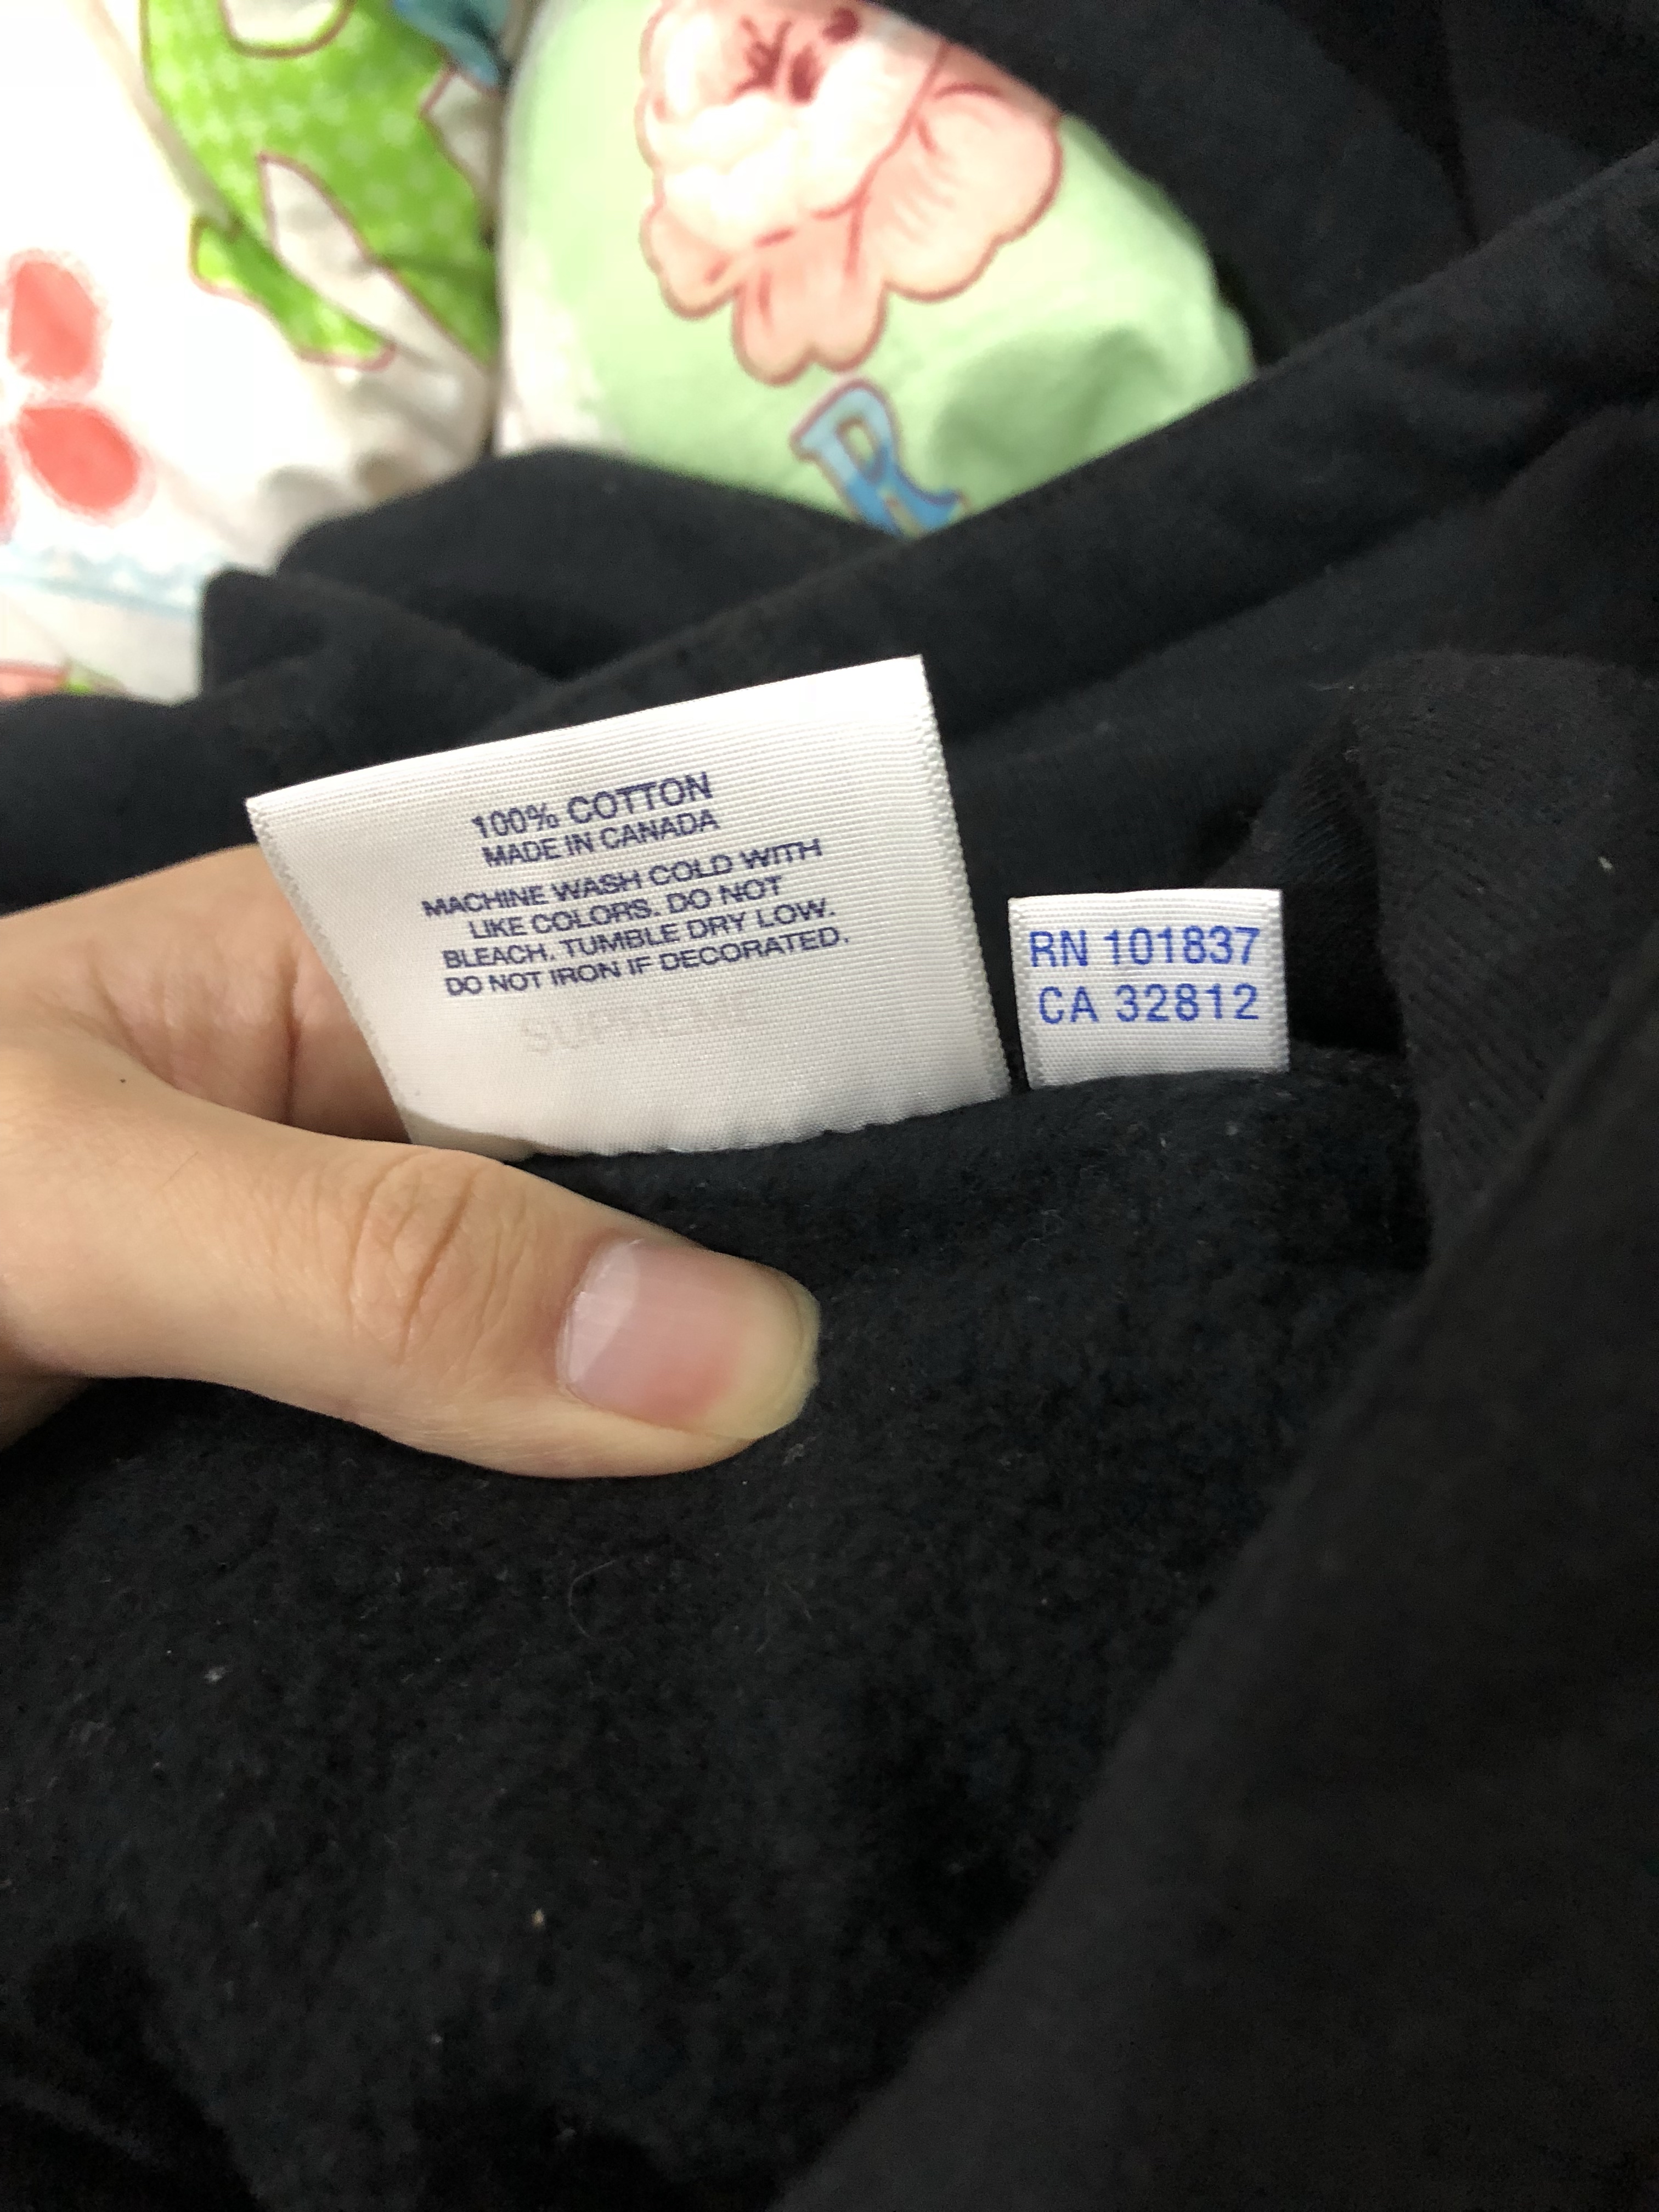 R
100% COTTON
MADE IN CANADA
MACHINE WASH COLD WITH
LIKE COLORS. DO NOT
BLEACH. TUMBLE DRY LOW.
DO NOT IRON IF DECORATED.
RN 101837
CA 32812